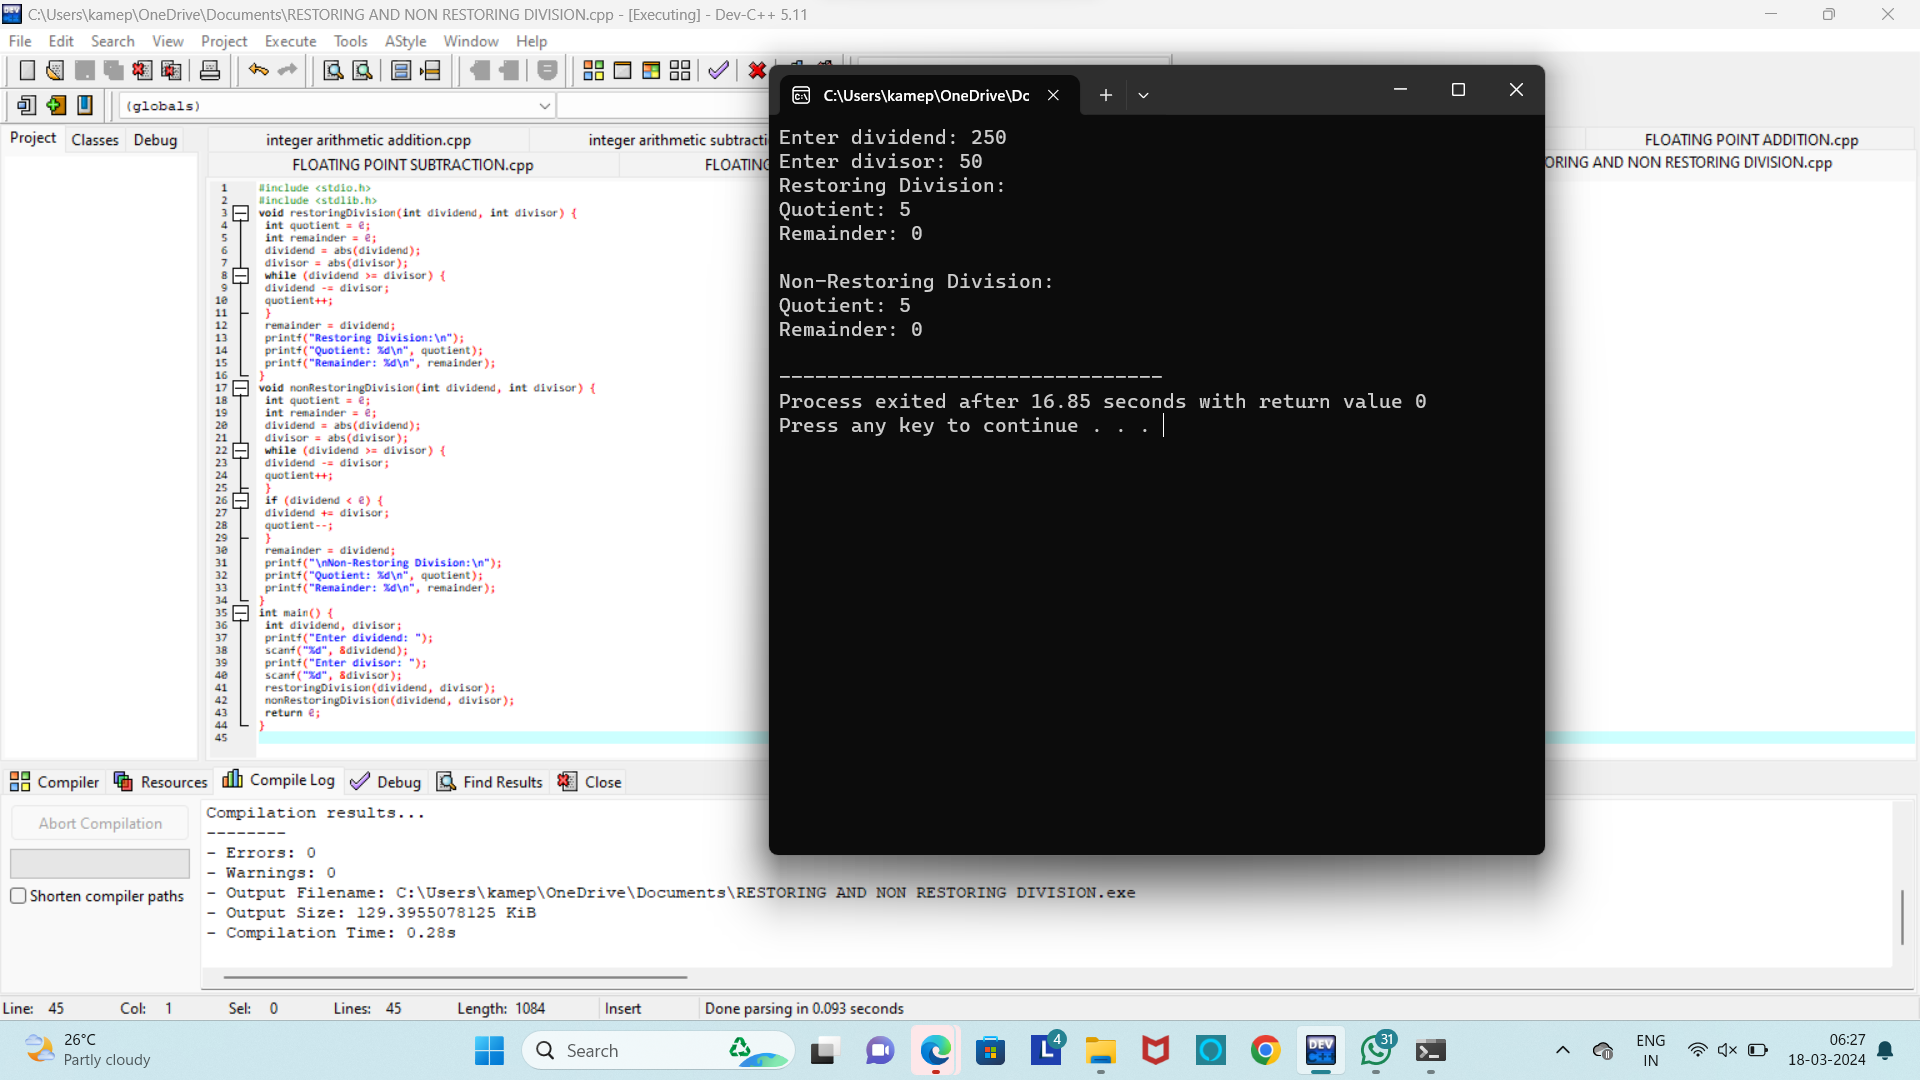 C:\Users\kamep\OneDrive\Documents\RESTORING AND NON RESTORING DIVISION.cpp - [Executing] - Dev-C++ 5.11
File Edit Search View Project Execute Tools AStyle Window Help
(globals)
Project Classes Debug
integer arithmetic addition.cpp
integer arithmetic subtracti
FLOATING POINT ADDITION.cpp
FLOATING POINT SUBTRACTION.cpp
FLOATING
ORING AND NON RESTORING DIVISION.cpp
1 #include <stdio.h>
2 #include <stdlib.h>
3 void restoringDivision(int dividend, int divisor) {
4 int quotient = 0;
5 int remainder = 0;
6 dividend = abs(dividend);
7 divisor = abs(divisor);
8 while (dividend >= divisor) {
9 dividend -= divisor;
10 quotient++;
11 }
12 remainder = dividend;
13 printf("Restoring Division:\n");
14 printf("Quotient: %d\n", quotient);
15 printf("Remainder: %d\n", remainder);
16 }
17 void nonRestoringDivision(int dividend, int divisor) {
18 int quotient = 0;
19 int remainder = 0;
20 dividend = abs(dividend);
21 divisor = abs(divisor);
22 while (dividend >= divisor) {
23 dividend -= divisor;
24 quotient++;
25 }
26 if (dividend < 0) {
27 dividend += divisor;
28 quotient--;
29 }
30 remainder = dividend;
31 printf("\nNon-Restoring Division:\n");
32 printf("Quotient: %d\n", quotient);
33 printf("Remainder: %d\n", remainder);
34 }
35 int main() {
36 int dividend, divisor;
37 printf("Enter dividend: ");
38 scanf("%d", &dividend);
39 printf("Enter divisor: ");
40 scanf("%d", &divisor);
41 restoringDivision(dividend, divisor);
42 nonRestoringDivision(dividend, divisor);
43 return 0;
44 }
45
C:\Users\kamep\OneDrive\Dc
Enter dividend: 250
Enter divisor: 50
Restoring Division:
Quotient: 5
Remainder: 0
Non-Restoring Division:
Quotient: 5
Remainder: 0
--------------------------------
Process exited after 16.85 seconds with return value 0
Press any key to continue . . .
Compiler Resources Compile Log Debug Find Results Close
Abort Compilation
Shorten compiler paths
Compilation results...
--------
- Errors: 0
- Warnings: 0
- Output Filename: C:\Users\kamep\OneDrive\Documents\RESTORING AND NON RESTORING DIVISION.exe
- Output Size: 129.3955078125 KiB
- Compilation Time: 0.28s
Line: 45 Col: 1 Sel: 0 Lines: 45 Length: 1084 Insert Done parsing in 0.093 seconds
26°C
Partly cloudy
Search
L 4
DEV
31
ENG
IN
06:27
18-03-2024